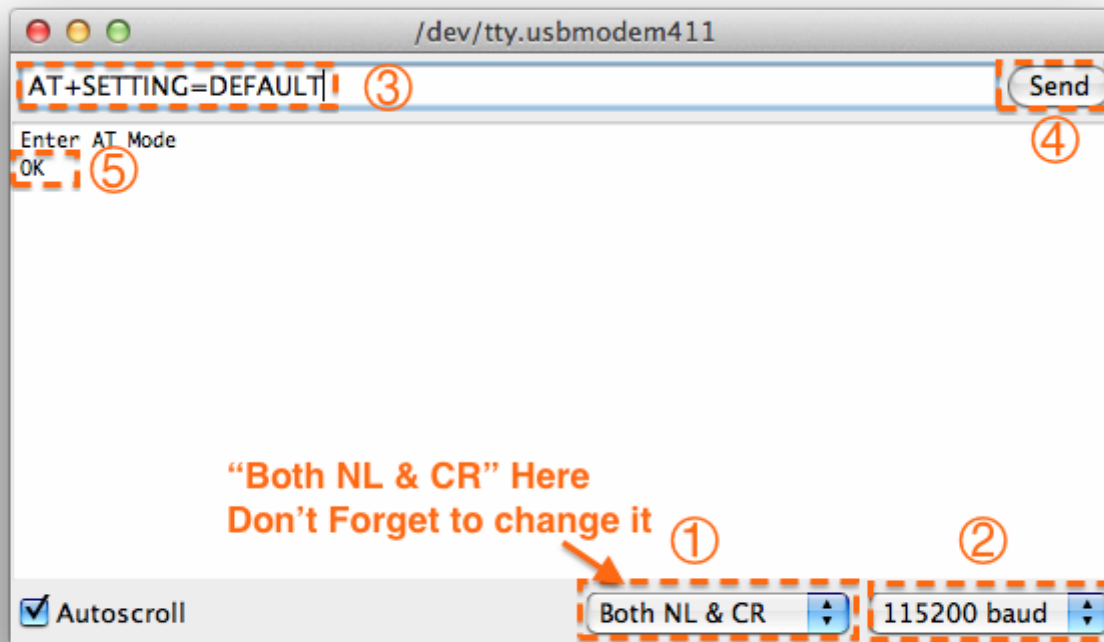 /dev/tty.usbmodem411
AT+SETTING=DEFAULT ③ Send
④
Enter AT Mode
OK ⑤
“Both NL & CR” Here
Don’t Forget to change it
① ②
Autoscroll Both NL & CR 115200 baud